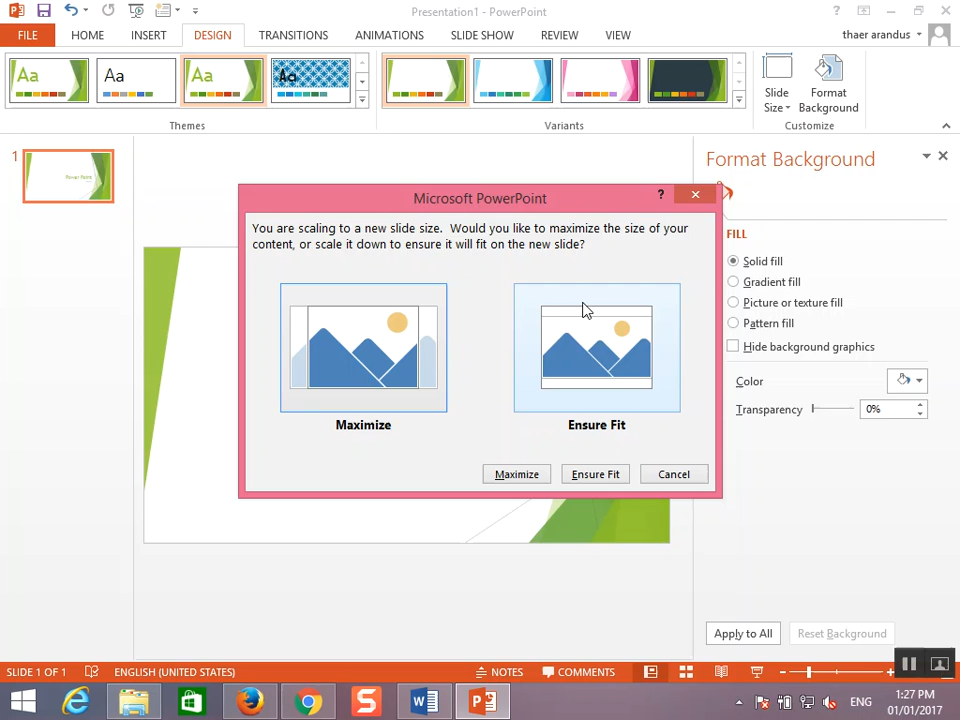 Presentation1 - PowerPoint
?
FILE HOME INSERT DESIGN TRANSITIONS ANIMATIONS SLIDE SHOW REVIEW VIEW thaer arandus
Aa Aa Aa Aa
Slide Size
Format Background
Themes Variants Customize
1
Power Point
Format Background
FILL
Solid fill
Gradient fill
Picture or texture fill
Pattern fill
Hide background graphics
Color
Transparency 0%
Apply to All Reset Background
Microsoft PowerPoint ?
You are scaling to a new slide size. Would you like to maximize the size of your
content, or scale it down to ensure it will fit on the new slide?
Maximize Ensure Fit
Maximize Ensure Fit Cancel
SLIDE 1 OF 1 ENGLISH (UNITED STATES) NOTES COMMENTS
ENG
1:27 PM
01/01/2017